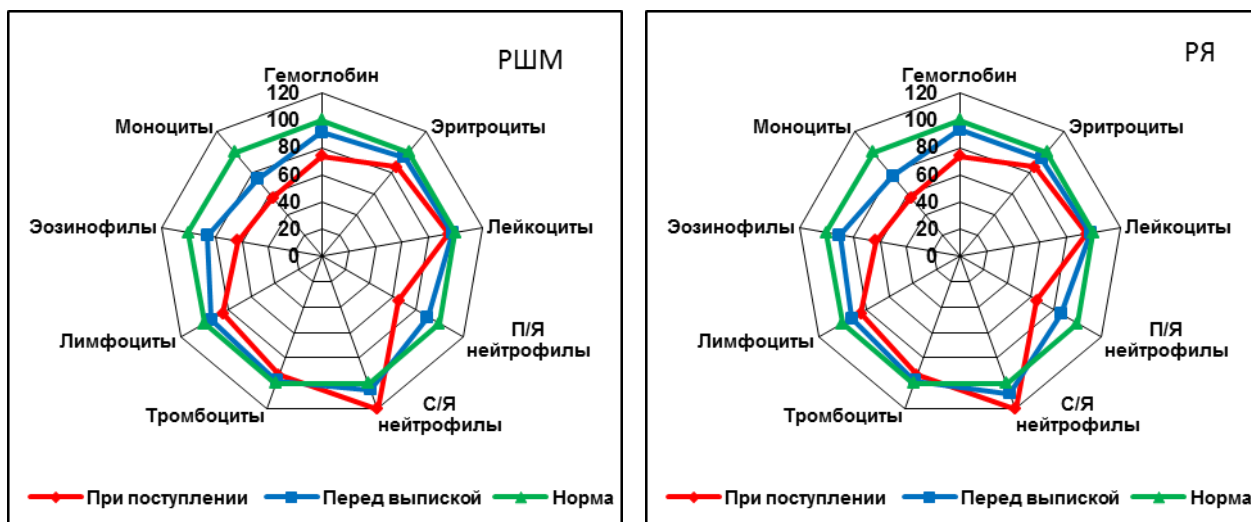 РШМ
Гемоглобин
120
100
80
60
40
20
0
Эритроциты
Лейкоциты
П/Я
нейтрофилы
С/Я
нейтрофилы
Тромбоциты
Лимфоциты
Эозинофилы
Моноциты
При поступлении
Перед выпиской
Норма
РЯ
Гемоглобин
120
100
80
60
40
20
0
Эритроциты
Лейкоциты
П/Я
нейтрофилы
С/Я
нейтрофилы
Тромбоциты
Лимфоциты
Эозинофилы
Моноциты
При поступлении
Перед выпиской
Норма